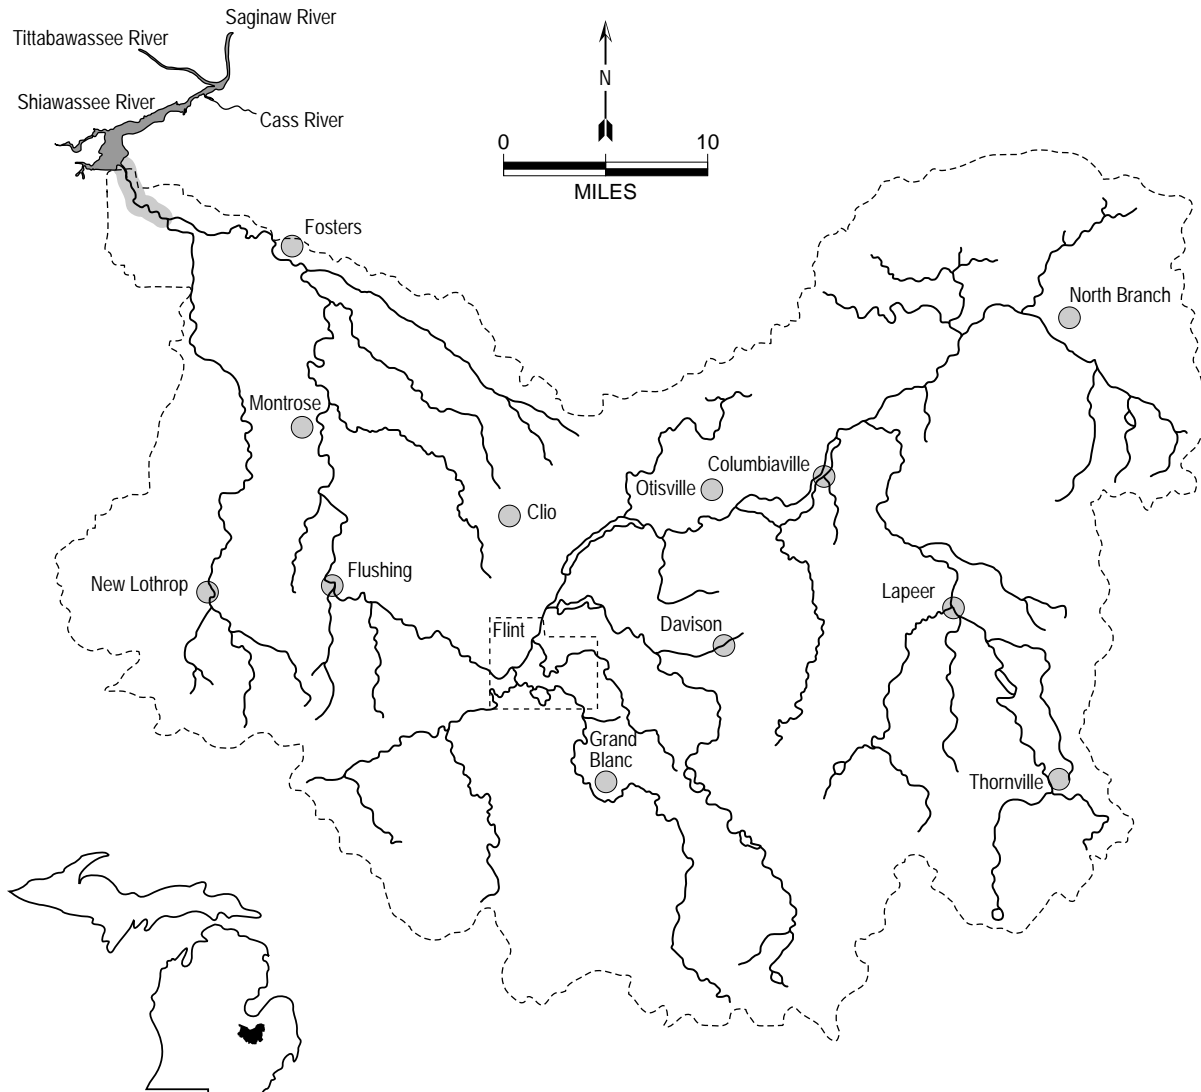 Saginaw River
Tittabawassee River
Shiawassee River
Cass River
N
0 10
MILES
Fosters
North Branch
Montrose
Columbiaville
Otisville
Clio
New Lothrop
Flushing
Lapeer
Flint
Davison
Grand
Blanc
Thornville